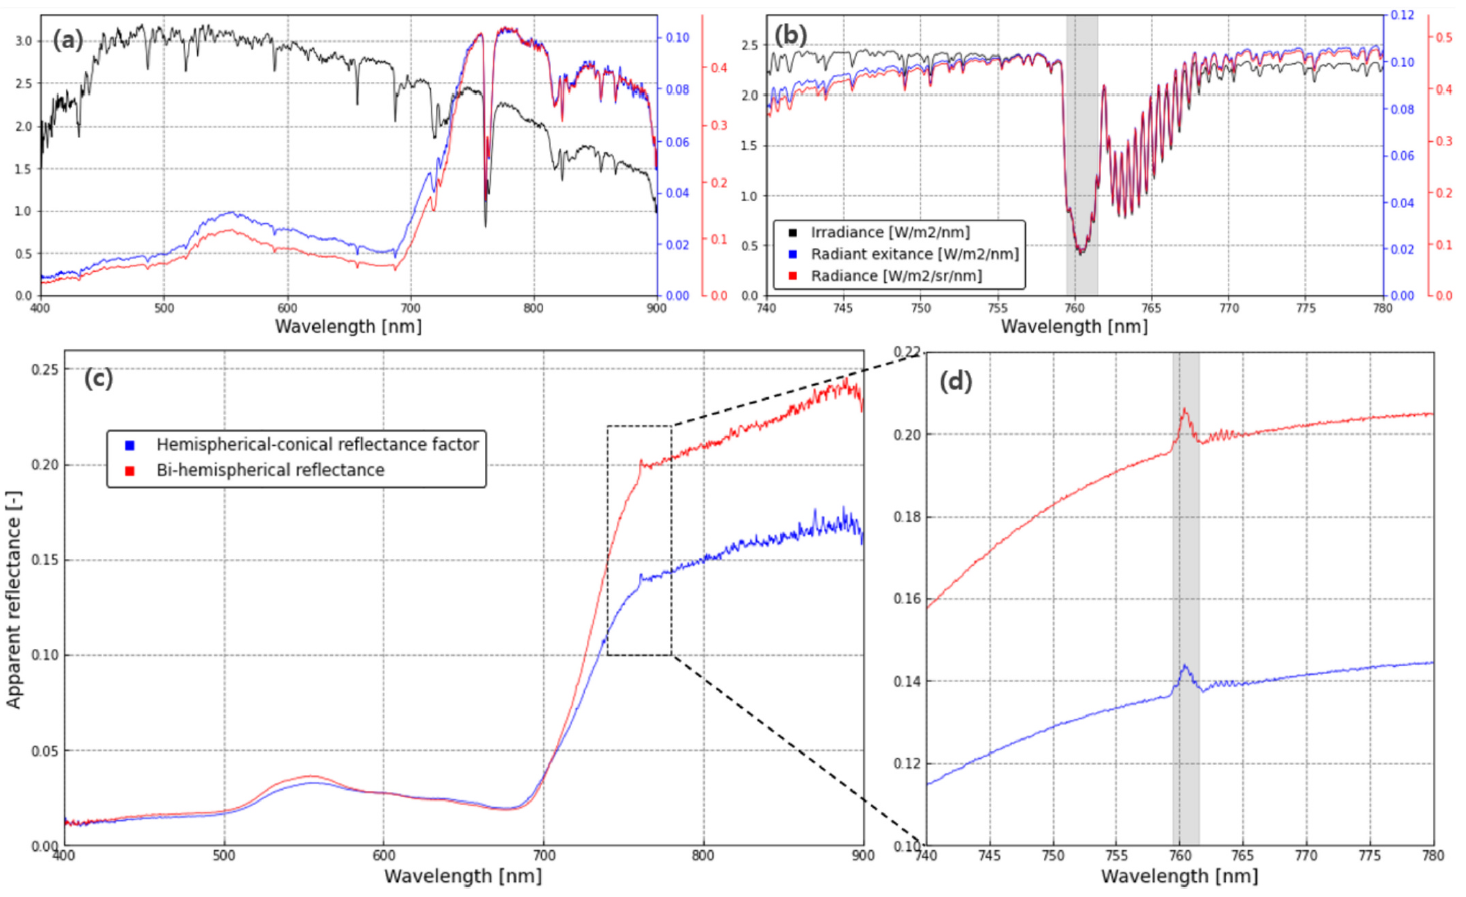 (a)
3.0
2.5
2.0
1.5
1.0
0.5
0.0
400 500 600 700 800 900
Wavelength [nm]
0.10
0.08
0.06
0.04
0.02
0.00
0.4
0.3
0.2
0.1
0.0
(b)
2.5
2.0
1.5
1.0
0.5
0.0
Irradiance [W/m2/nm]
Radiant exitance [W/m2/nm]
Radiance [W/m2/sr/nm]
740 745 750 755 760 765 770 775 780
Wavelength [nm]
0.12
0.10
0.08
0.06
0.04
0.02
0.00
0.5
0.4
0.3
0.2
0.1
0.0
(c)
Apparent reflectance [-]
0.25
0.20
0.15
0.10
0.05
0.00
Hemispherical-conical reflectance factor
Bi-hemispherical reflectance
400 500 600 700 800 900
Wavelength [nm]
(d)
0.22
0.20
0.18
0.16
0.14
0.12
0.10
740 745 750 755 760 765 770 775 780
Wavelength [nm]